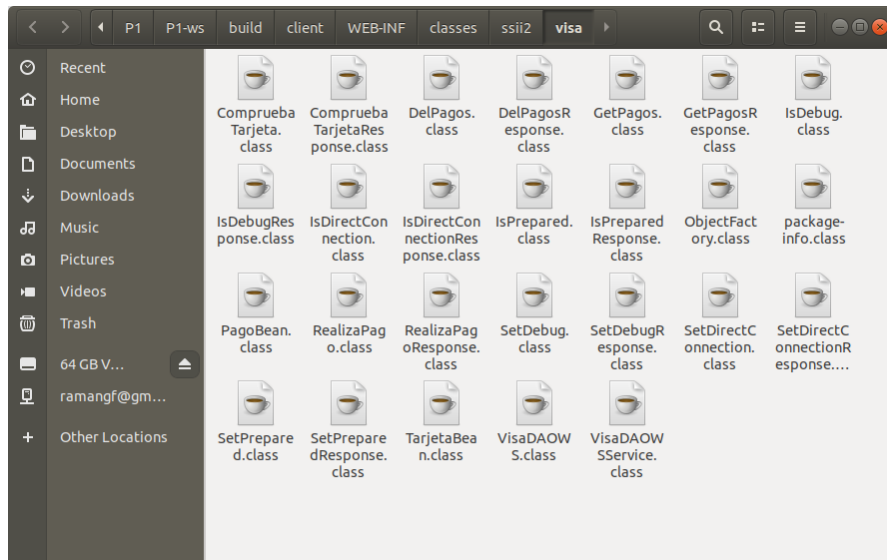 P1 P1-ws build client WEB-INF classes ssii2 visa
Recent
Home
Desktop
Documents
Downloads
Music
Pictures
Videos
Trash
64 GB V...
ramangf@gm...
Other Locations
Comprueba Comprueba DelPagos. DelPagosR GetPagos. GetPagosR IsDebug.
Tarjeta. TarjetaRes class esponse. class esponse. class
class ponse.class class class
IsDebugRes IsDirectCon IsDirectCon IsPrepared. IsPrepared ObjectFact package-
ponse.class nection. nectionRes class Response. ory.class info.class
class ponse.class class
PagoBean. RealizaPag RealizaPag SetDebug. SetDebugR SetDirectC SetDirectC
class o.class oResponse. class esponse. onnection. onnectionR
class class class esponse....
SetPrepare SetPrepare TarjetaBea VisaDAOW VisaDAOW
d.class dResponse. n.class S.class SService.
class class